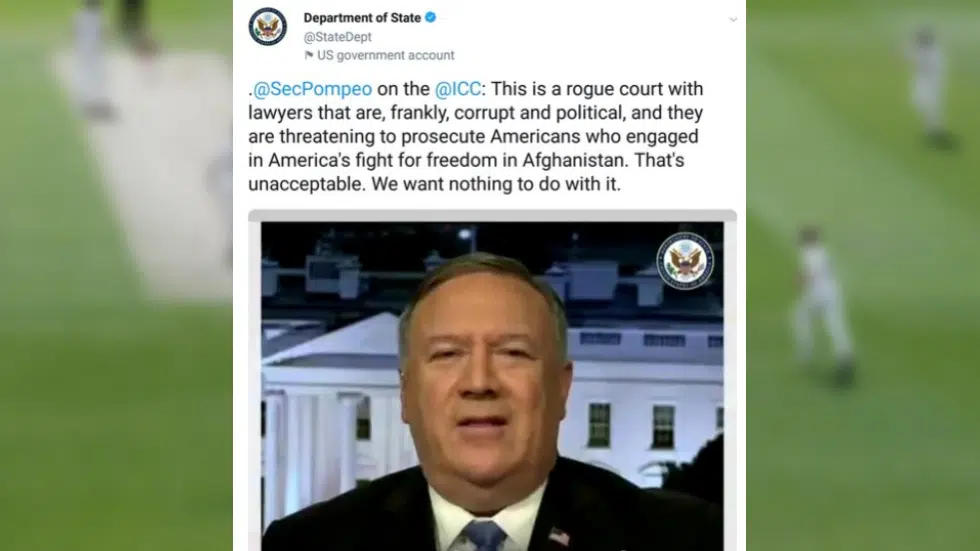 Department of State
@StateDept
US government account
.@SecPompeo on the @ICC: This is a rogue court with
lawyers that are, frankly, corrupt and political, and they
are threatening to prosecute Americans who engaged
in America's fight for freedom in Afghanistan. That's
unacceptable. We want nothing to do with it.